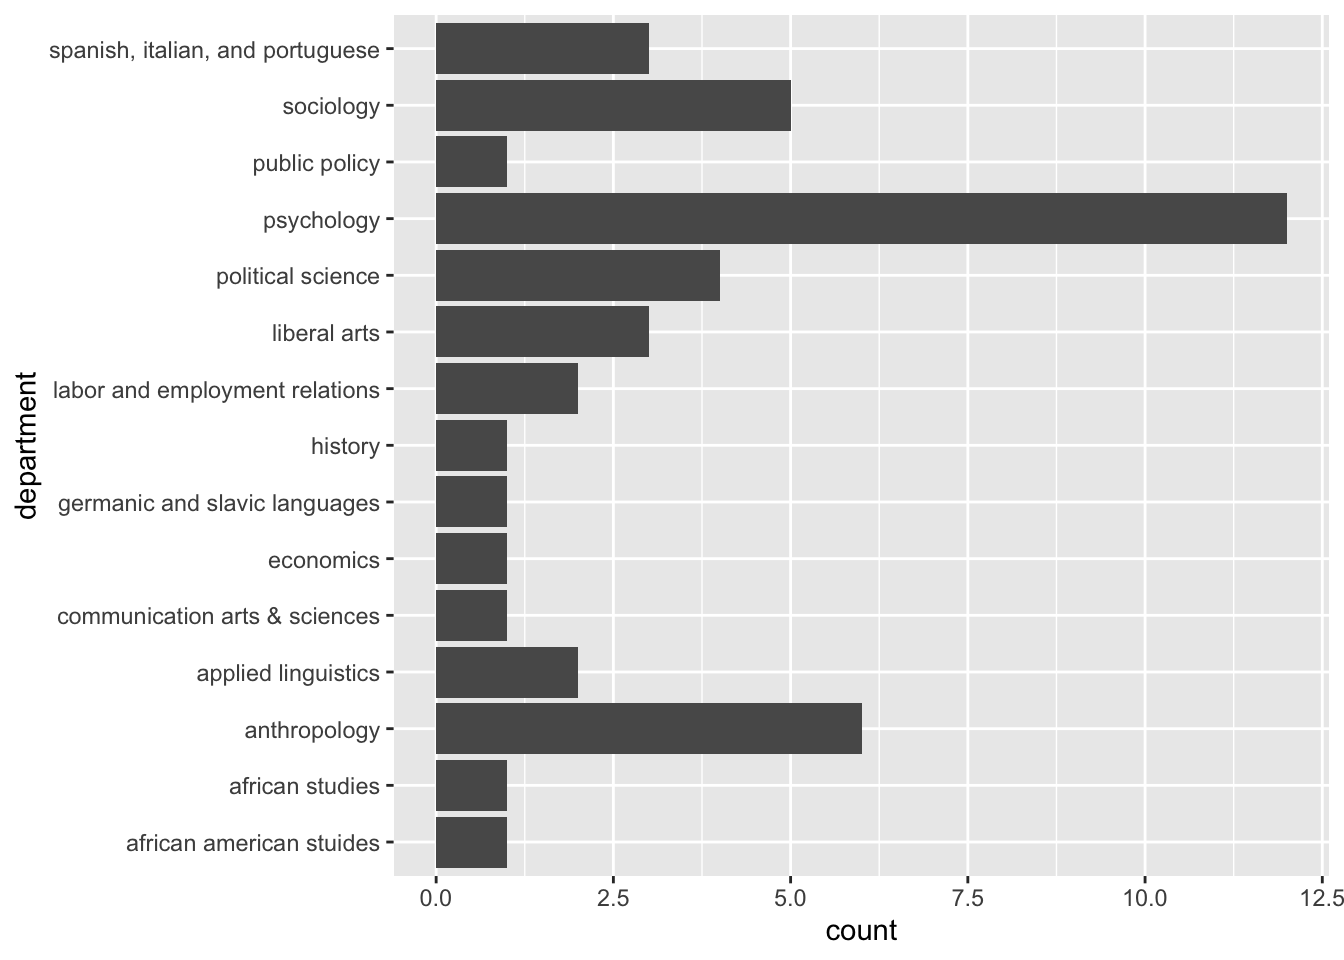 spanish, italian, and portuguese
sociology
public policy
psychology
political science
liberal arts
labor and employment relations
history
germanic and slavic languages
economics
communication arts & sciences
applied linguistics
anthropology
african studies
african american stuides
department
0.0 2.5 5.0 7.5 10.0 12.5
count